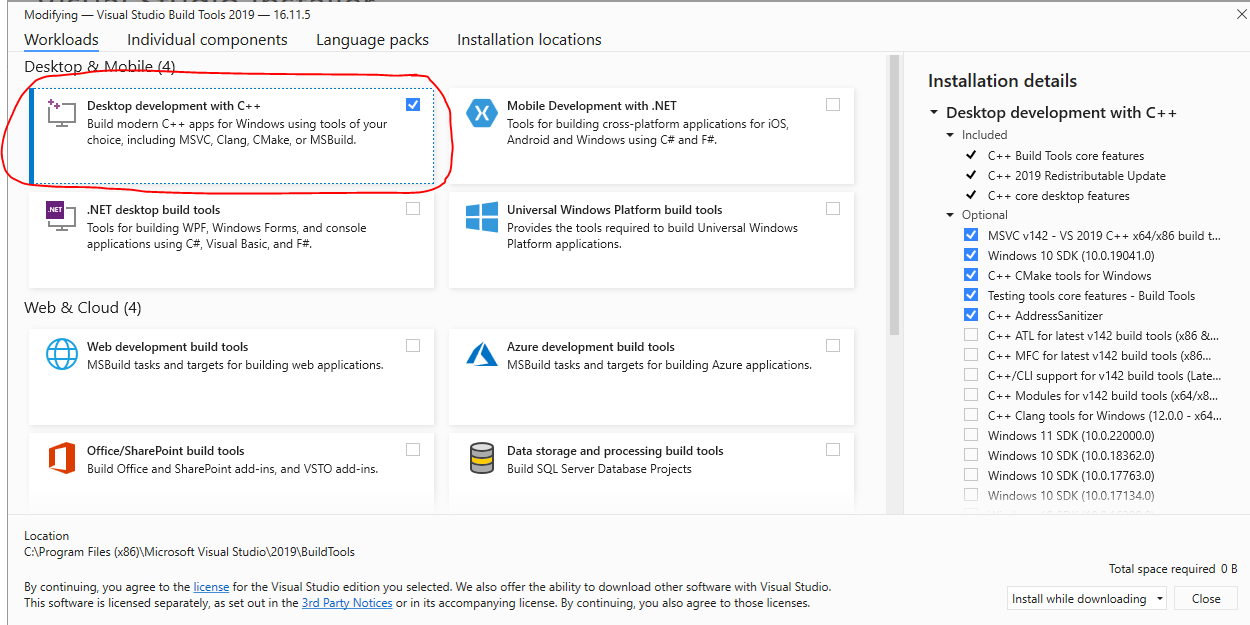 Modifying — Visual Studio Build Tools 2019 — 16.11.5
Workloads Individual components Language packs Installation locations
Desktop & Mobile (4)
Desktop development with C++
Build modern C++ apps for Windows using tools of your
choice, including MSVC, Clang, CMake, or MSBuild.
Mobile Development with .NET
Tools for building cross-platform applications for iOS,
Android and Windows using C# and F#.
.NET
.NET desktop build tools
Tools for building WPF, Windows Forms, and console
applications using C#, Visual Basic, and F#.
Universal Windows Platform build tools
Provides the tools required to build Universal Windows
Platform applications.
Web & Cloud (4)
Web development build tools
MSBuild tasks and targets for building web applications.
Azure development build tools
MSBuild tasks and targets for building Azure applications.
Office/SharePoint build tools
Build Office and SharePoint add-ins, and VSTO add-ins.
Data storage and processing build tools
Build SQL Server Database Projects
Installation details
Desktop development with C++
Included
C++ Build Tools core features
C++ 2019 Redistributable Update
C++ core desktop features
Optional
MSVC v142 - VS 2019 C++ x64/x86 build t...
Windows 10 SDK (10.0.19041.0)
C++ CMake tools for Windows
Testing tools core features - Build Tools
C++ AddressSanitizer
C++ ATL for latest v142 build tools (x86 &...
C++ MFC for latest v142 build tools (x86...
C++/CLI support for v142 build tools (Late...
C++ Modules for v142 build tools (x64/x8...
C++ Clang tools for Windows (12.0.0 - x64...
Windows 11 SDK (10.0.22000.0)
Windows 10 SDK (10.0.18362.0)
Windows 10 SDK (10.0.17763.0)
Windows 10 SDK (10.0.17134.0)
Location
C:\Program Files (x86)\Microsoft Visual Studio\2019\BuildTools
By continuing, you agree to the license for the Visual Studio edition you selected. We also offer the ability to download other software with Visual Studio.
This software is licensed separately, as set out in the 3rd Party Notices or in its accompanying license. By continuing, you also agree to those licenses.
Total space required 0 B
Install while downloading
Close